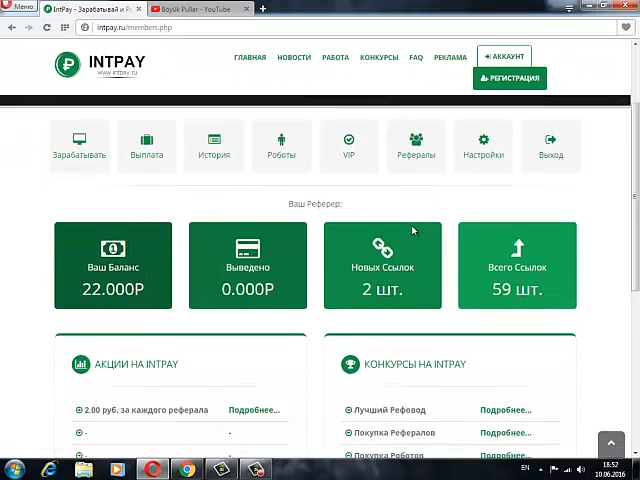 Меню
IntPay - Зарабатывай и Р
Böyük Pullar - YouTube
intpay.ru/members.php
INTPAY
www.intpay.ru
ГЛАВНАЯ НОВОСТИ РАБОТА КОНКУРСЫ FAQ РЕКЛАМА
АККАУНТ
РЕГИСТРАЦИЯ
Зарабатывать Выплата История Роботы VIP Рефералы Настройки Выход
Ваш Реферер:
Ваш Баланс Выведено Новых Ссылок Всего Ссылок
22.000Р 0.000Р 2 шт. 59 шт.
АКЦИИ НА INTPAY КОНКУРСЫ НА INTPAY
2.00 руб. за каждого реферала Подробнее... Лучший Рефовод Подробнее...
- - Покупка Рефералов Подробнее...
- - Покупка Роботов Подробнее...
EN 18:52
10.06.2016